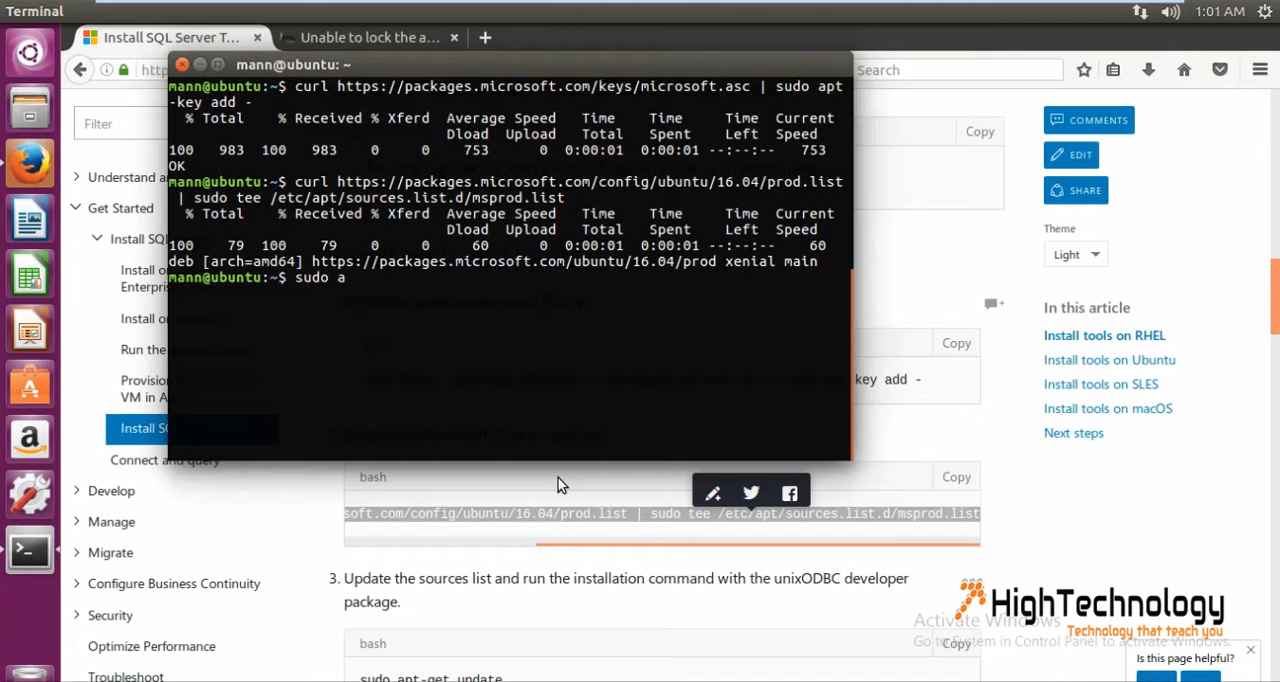 Terminal
1:01 AM
Install SQL Server T...
Unable to lock the a...
http
Search
mann@ubuntu: ~
mann@ubuntu:~$ curl https://packages.microsoft.com/keys/microsoft.asc | sudo apt
-key add -
% Total % Received % Xferd Average Speed Time Time Time Current
Dload Upload Total Spent Left Speed
100 983 100 983 0 0 753 0 0:00:01 0:00:01 --:--:-- 753
OK
mann@ubuntu:~$ curl https://packages.microsoft.com/config/ubuntu/16.04/prod.list
| sudo tee /etc/apt/sources.list.d/msprod.list
% Total % Received % Xferd Average Speed Time Time Time Current
Dload Upload Total Spent Left Speed
100 79 100 79 0 0 60 0 0:00:01 0:00:01 --:--:-- 60
deb [arch=amd64] https://packages.microsoft.com/ubuntu/16.04/prod xenial main
mann@ubuntu:~$ sudo a
Filter
Understand a
Get Started
Install SQ
Install o
Enterpris
Install o
Run the
Provision
VM in A
Install S
Connect and query
Develop
Manage
Migrate
Configure Business Continuity
Security
Optimize Performance
Troubleshoot
Copy
Copy
key add -
bash
Copy
soft.com/config/ubuntu/16.04/prod.list | sudo tee /etc/apt/sources.list.d/msprod.list
3. Update the sources list and run the installation command with the unixODBC developer
package.
bash
Copy
sudo apt-get update
COMMENTS
EDIT
SHARE
Theme
Light
In this article
Install tools on RHEL
Install tools on Ubuntu
Install tools on SLES
Install tools on macOS
Next steps
HighTechnology
Technology that teach you
Activate Windows
Go to System in Control Panel to activate Windows.
Is this page helpful?